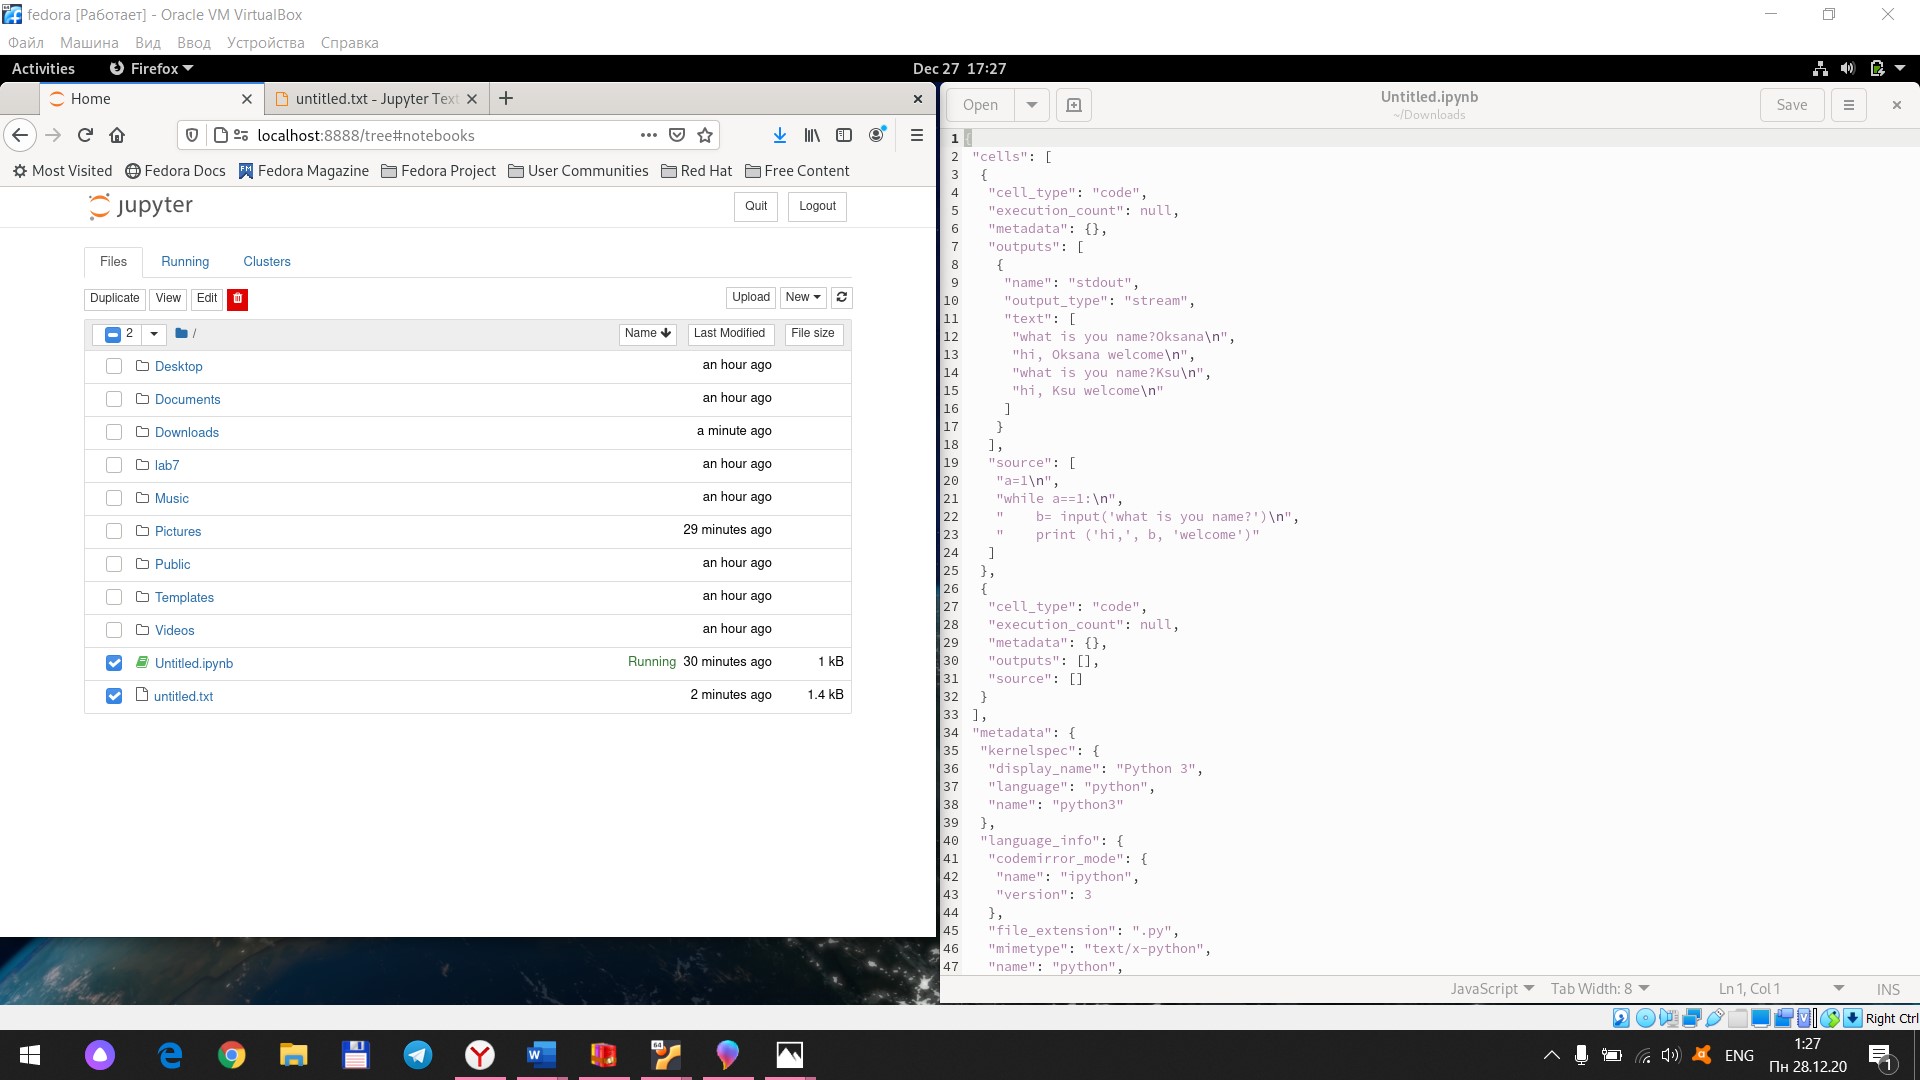 fedora [Работает] - Oracle VM VirtualBox
Файл Машина Вид Ввод Устройства Справка
Activities Firefox Dec 27 17:27
Home untitled.txt - Jupyter Text
localhost:8888/tree#notebooks
Most Visited Fedora Docs Fedora Magazine Fedora Project User Communities Red Hat Free Content
jupyter Quit Logout
Files Running Clusters
Duplicate View Edit Upload New
2 / Name Last Modified File size
Desktop an hour ago
Documents an hour ago
Downloads a minute ago
lab7 an hour ago
Music an hour ago
Pictures 29 minutes ago
Public an hour ago
Templates an hour ago
Videos an hour ago
Untitled.ipynb Running 30 minutes ago 1 kB
untitled.txt 2 minutes ago 1.4 kB
Open Untitled.ipynb Save
~/Downloads
1 {
2 "cells": [
3 {
4 "cell_type": "code",
5 "execution_count": null,
6 "metadata": {},
7 "outputs": [
8 {
9 "name": "stdout",
10 "output_type": "stream",
11 "text": [
12 "what is you name?Oksana\n",
13 "hi, Oksana welcome\n",
14 "what is you name?Ksu\n",
15 "hi, Ksu welcome\n"
16 ]
17 }
18 ],
19 "source": [
20 "a=1\n",
21 "while a==1:\n",
22 "    b= input('what is you name?')\n",
23 "    print ('hi,', b, 'welcome')"
24 ]
25 },
26 {
27 "cell_type": "code",
28 "execution_count": null,
29 "metadata": {},
30 "outputs": [],
31 "source": []
32 }
33 ],
34 "metadata": {
35 "kernelspec": {
36 "display_name": "Python 3",
37 "language": "python",
38 "name": "python3"
39 },
40 "language_info": {
41 "codemirror_mode": {
42 "name": "ipython",
43 "version": 3
44 },
45 "file_extension": ".py",
46 "mimetype": "text/x-python",
47 "name": "python",
JavaScript Tab Width: 8 Ln 1, Col 1 INS
Right Ctrl
ENG 1:27
Пн 28.12.20
1